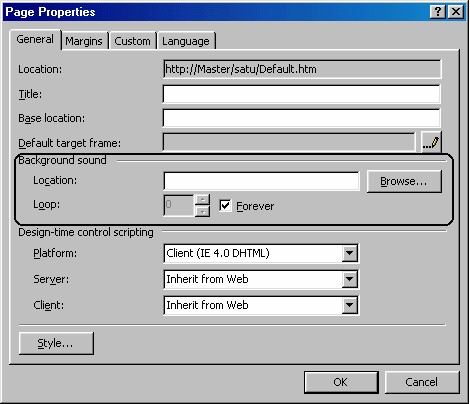 Page Properties
General Margins Custom Language
Location: http://Master/satu/Default.htm
Title:
Base location:
Default target frame:
Background sound
Location: Browse...
Loop: 0 Forever
Design-time control scripting
Platform: Client (IE 4.0 DHTML)
Server: Inherit from Web
Client: Inherit from Web
Style...
OK Cancel